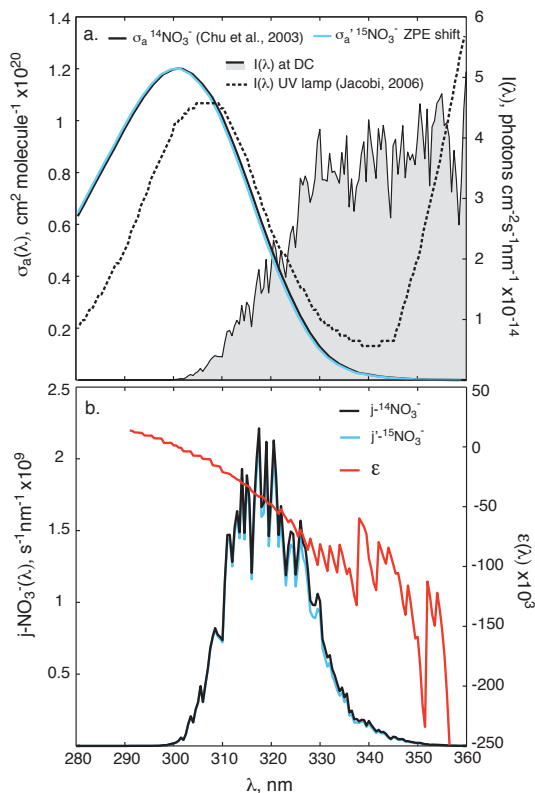 a.
σa ¹⁴NO₃⁻ (Chu et al., 2003)
σa' ¹⁵NO₃⁻ ZPE shift
I(λ) at DC
I(λ) UV lamp (Jacobi, 2006)
1.4
1.2
1.0
0.8
0.6
0.4
0.2
σa(λ), cm² molecule⁻¹ x10²⁰
6
5
4
3
2
1
0
I(λ), photons cm⁻²s⁻¹nm⁻¹ x10⁻¹⁴
b.
j-¹⁴NO₃⁻
j'-¹⁵NO₃⁻
ε
2.5
2
1.5
1
0.5
j-NO₃⁻(λ), s⁻¹nm⁻¹ x10⁹
50
0
-50
-100
-150
-200
-250
ε(λ) x10³
280 290 300 310 320 330 340 350 360
λ, nm